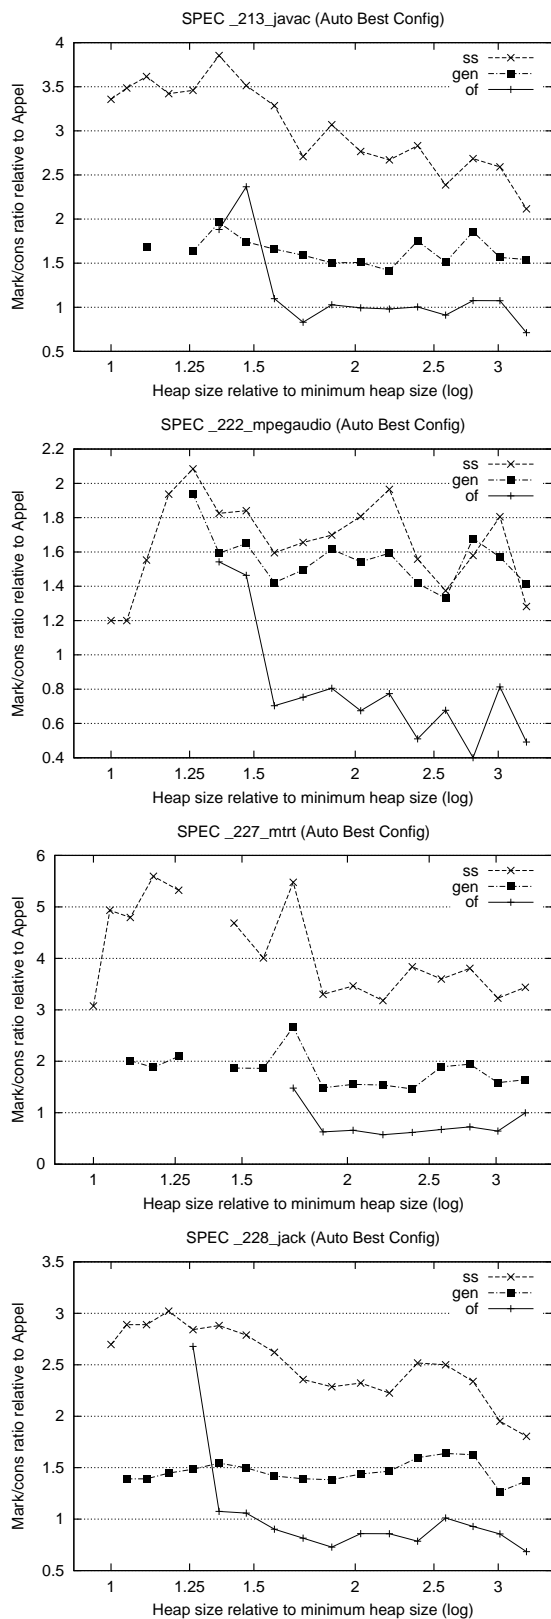 SPEC _213_javac (Auto Best Config)
Mark/cons ratio relative to Appel
4
3.5
3
2.5
2
1.5
1
0.5
ss
gen
of
1 1.25 1.5 2 2.5 3
Heap size relative to minimum heap size (log)
SPEC _222_mpegaudio (Auto Best Config)
Mark/cons ratio relative to Appel
2.2
2
1.8
1.6
1.4
1.2
1
0.8
0.6
0.4
ss
gen
of
1 1.25 1.5 2 2.5 3
Heap size relative to minimum heap size (log)
SPEC _227_mtrt (Auto Best Config)
Mark/cons ratio relative to Appel
6
5
4
3
2
1
0
ss
gen
of
1 1.25 1.5 2 2.5 3
Heap size relative to minimum heap size (log)
SPEC _228_jack (Auto Best Config)
Mark/cons ratio relative to Appel
3.5
3
2.5
2
1.5
1
0.5
ss
gen
of
1 1.25 1.5 2 2.5 3
Heap size relative to minimum heap size (log)